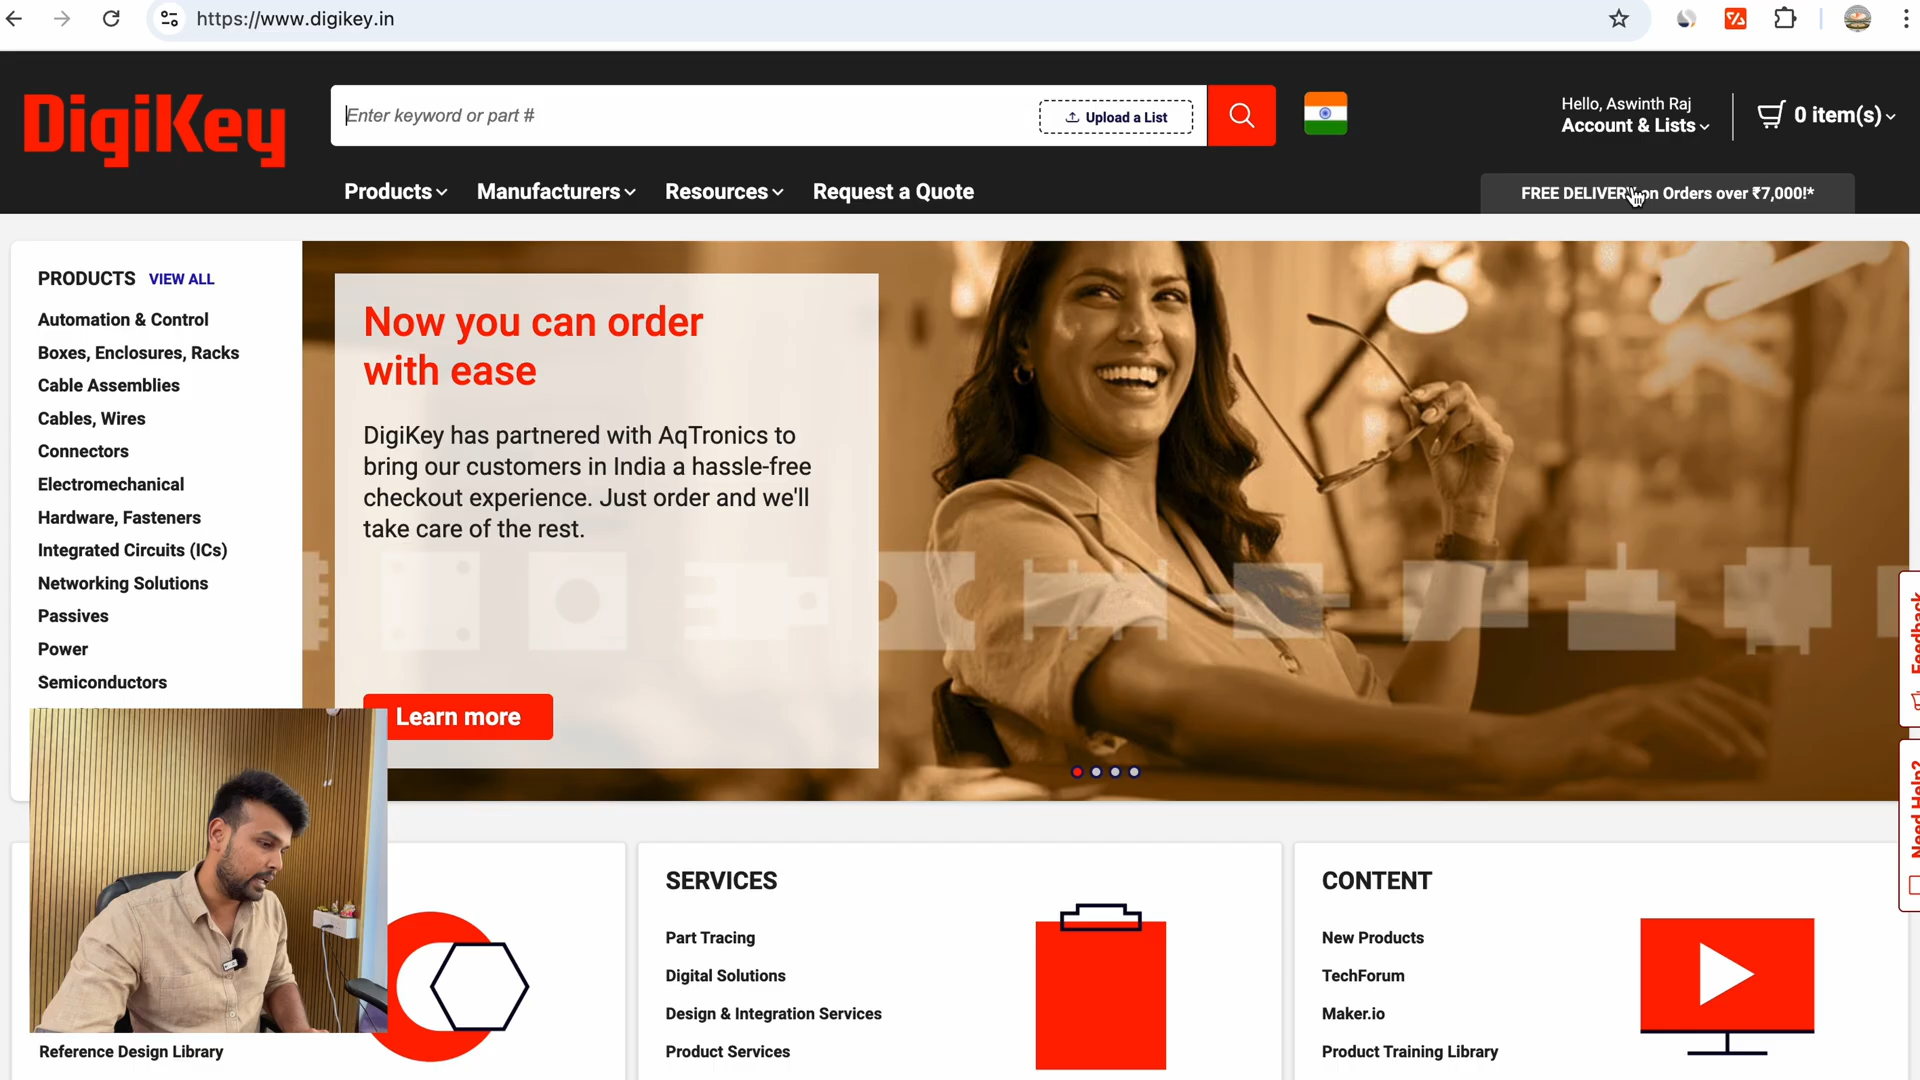 https://www.digikey.in
DigiKey
Enter keyword or part #
Upload a List
Hello, Aswinth Raj
Account & Lists
0 item(s)
Products
Manufacturers
Resources
Request a Quote
FREE DELIVERY on Orders over ₹7,000!*
PRODUCTS VIEW ALL
Automation & Control
Boxes, Enclosures, Racks
Cable Assemblies
Cables, Wires
Connectors
Electromechanical
Hardware, Fasteners
Integrated Circuits (ICs)
Networking Solutions
Passives
Power
Semiconductors
Now you can order
with ease
DigiKey has partnered with AqTronics to
bring our customers in India a hassle-free
checkout experience. Just order and we'll
take care of the rest.
Learn more
Feedback
Need Help?
Reference Design Library
SERVICES
Part Tracing
Digital Solutions
Design & Integration Services
Product Services
CONTENT
New Products
TechForum
Maker.io
Product Training Library